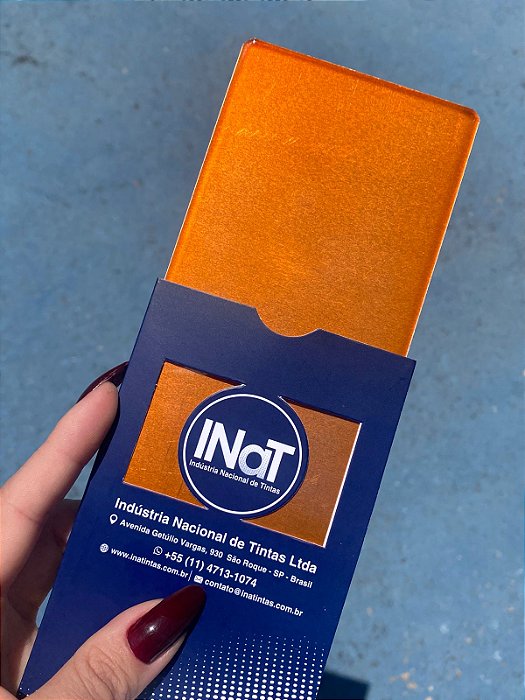 INaT
Indústria Nacional de Tintas
Indústria Nacional de Tintas Ltda
Avenida Getúlio Vargas, 930 São Roque - SP - Brasil
+55 (11) 4713-1074
www.inatintas.com.br | contato@inatintas.com.br